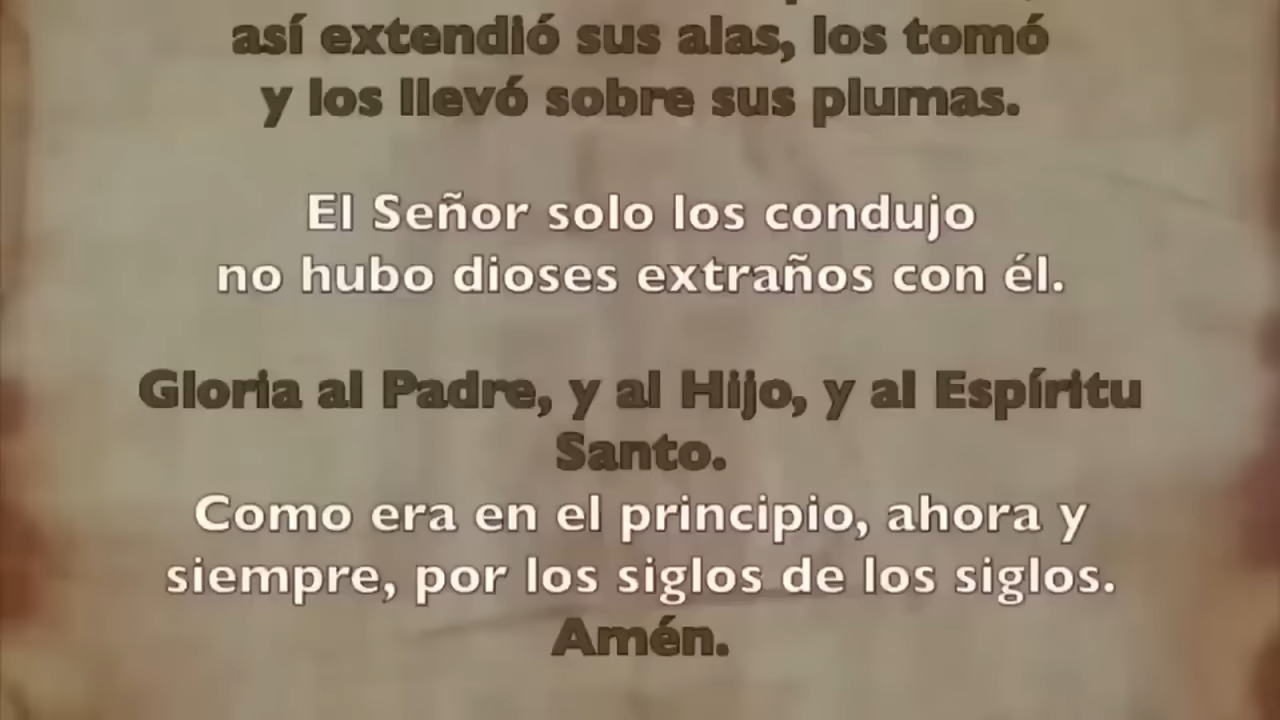 así extendió sus alas, los tomó
y los llevó sobre sus plumas.
El Señor solo los condujo
no hubo dioses extraños con él.
Gloria al Padre, y al Hijo, y al Espíritu
Santo.
Como era en el principio, ahora y
siempre, por los siglos de los siglos.
Amén.